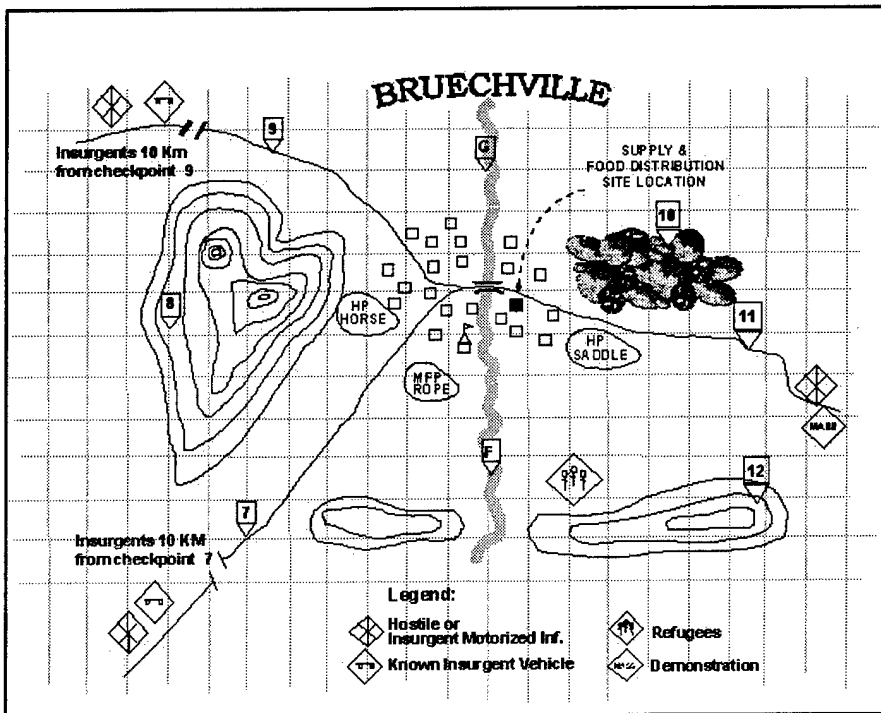 BRUECHVILLE
9
G
Insurgents 10 Km
from checkpoint 9
SUPPLY &
FOOD DISTRIBUTION
SITE LOCATION
10
8
HP
HORSE
11
HP
SADDLE
MFP
ROPE
MASS
F
12
7
Insurgents 10 KM
from checkpoint 7
Legend:
Hostile or
Insurgent Motorized Inf.
Refugees
Known Insurgent Vehicle
MASS
Demonstration